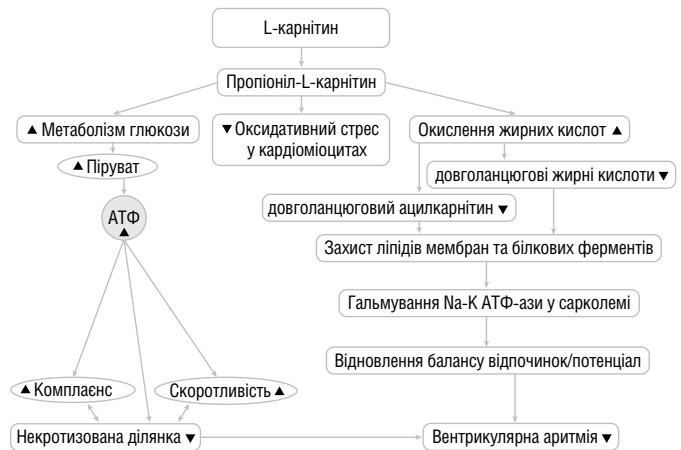 L-карнітин
Пропіоніл-L-карнітин
▲ Метаболізм глюкози
▼ Оксидативний стрес
у кардіоміоцитах
Окислення жирних кислот ▲
▲ Піруват
довголанцюгові жирні кислоти ▼
АТФ
▲
довголанцюговий ацилкарнітин ▼
Захист ліпідів мембран та білкових ферментів
Гальмування Na-K АТФ-ази у сарколемі
Відновлення балансу відпочинок/потенціал
▲ Комплаєнс
Скоротливість ▲
Некротизована ділянка ▼
Вентрикулярна аритмія ▼